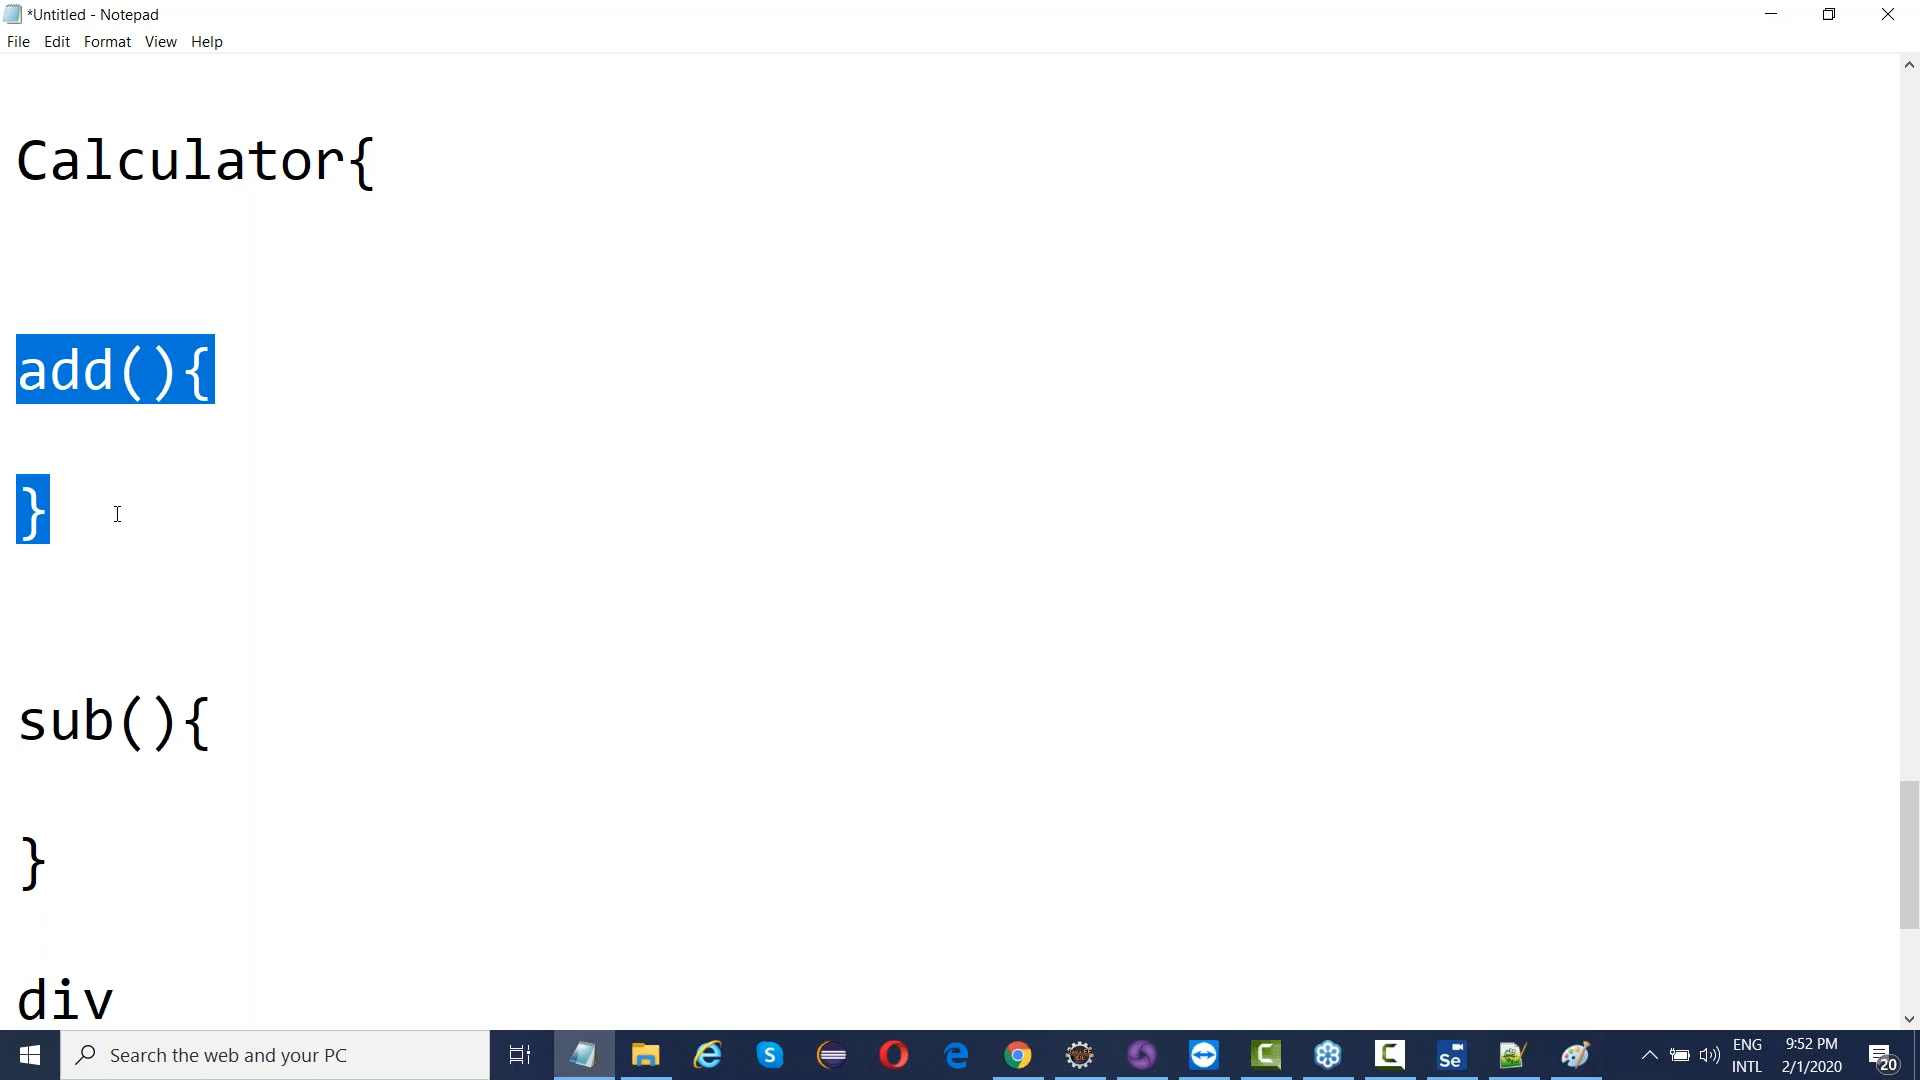 *Untitled - Notepad
File Edit Format View Help
Calculator{
add(){
}
sub(){
}
div
Search the web and your PC
ENG
INTL
9:52 PM
2/1/2020
20
Se
S